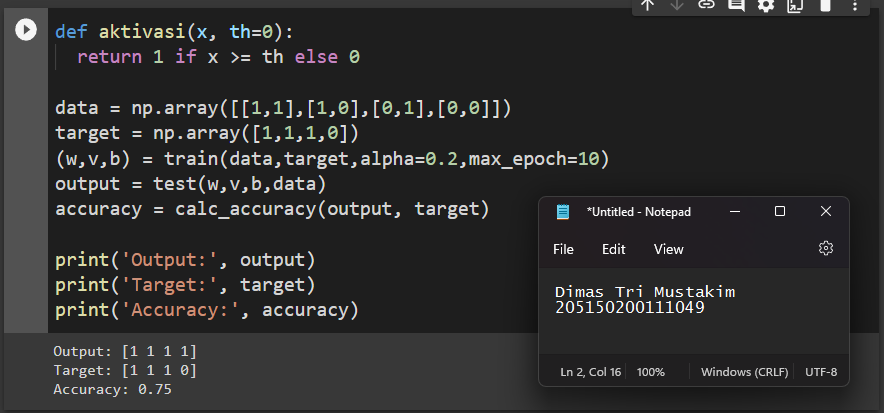 def aktivasi(x, th=0):
  return 1 if x >= th else 0
data = np.array([[1,1],[1,0],[0,1],[0,0]])
target = np.array([1,1,1,0])
(w,v,b) = train(data,target,alpha=0.2,max_epoch=10)
output = test(w,v,b,data)
accuracy = calc_accuracy(output, target)
print('Output:', output)
print('Target:', target)
print('Accuracy:', accuracy)
Output: [1 1 1 1]
Target: [1 1 1 0]
Accuracy: 0.75
*Untitled - Notepad
File Edit View
Dimas Tri Mustakim
205150200111049
Ln 2, Col 16 100% Windows (CRLF) UTF-8